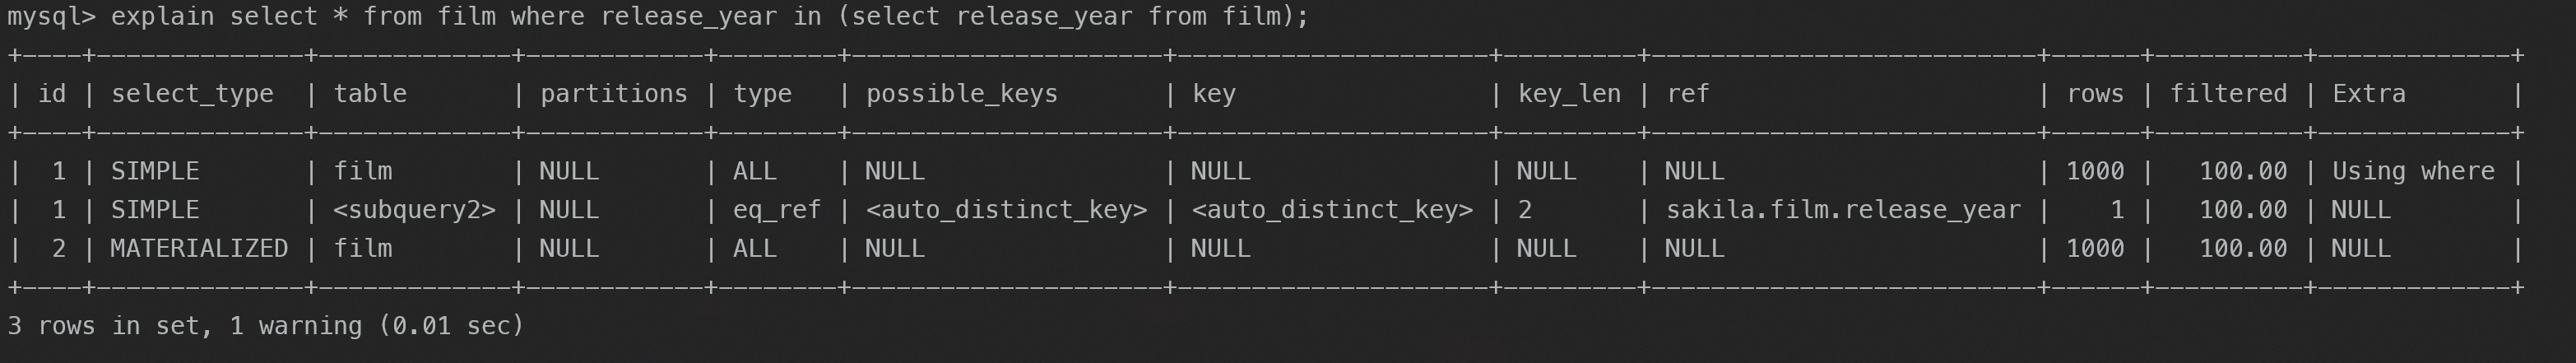 mysql> explain select * from film where release_year in (select release_year from film);
+----+--------------+-------------+------------+--------+---------------------+---------------------+---------+--------------------------+------+----------+-------------+
| id | select_type  | table       | partitions | type   | possible_keys       | key                 | key_len | ref                      | rows | filtered | Extra       |
+----+--------------+-------------+------------+--------+---------------------+---------------------+---------+--------------------------+------+----------+-------------+
|  1 | SIMPLE       | film        | NULL       | ALL    | NULL                | NULL                | NULL    | NULL                     | 1000 |   100.00 | Using where |
|  1 | SIMPLE       | <subquery2> | NULL       | eq_ref | <auto_distinct_key> | <auto_distinct_key> | 2       | sakila.film.release_year |    1 |   100.00 | NULL        |
|  2 | MATERIALIZED | film        | NULL       | ALL    | NULL                | NULL                | NULL    | NULL                     | 1000 |   100.00 | NULL        |
+----+--------------+-------------+------------+--------+---------------------+---------------------+---------+--------------------------+------+----------+-------------+
3 rows in set, 1 warning (0.01 sec)